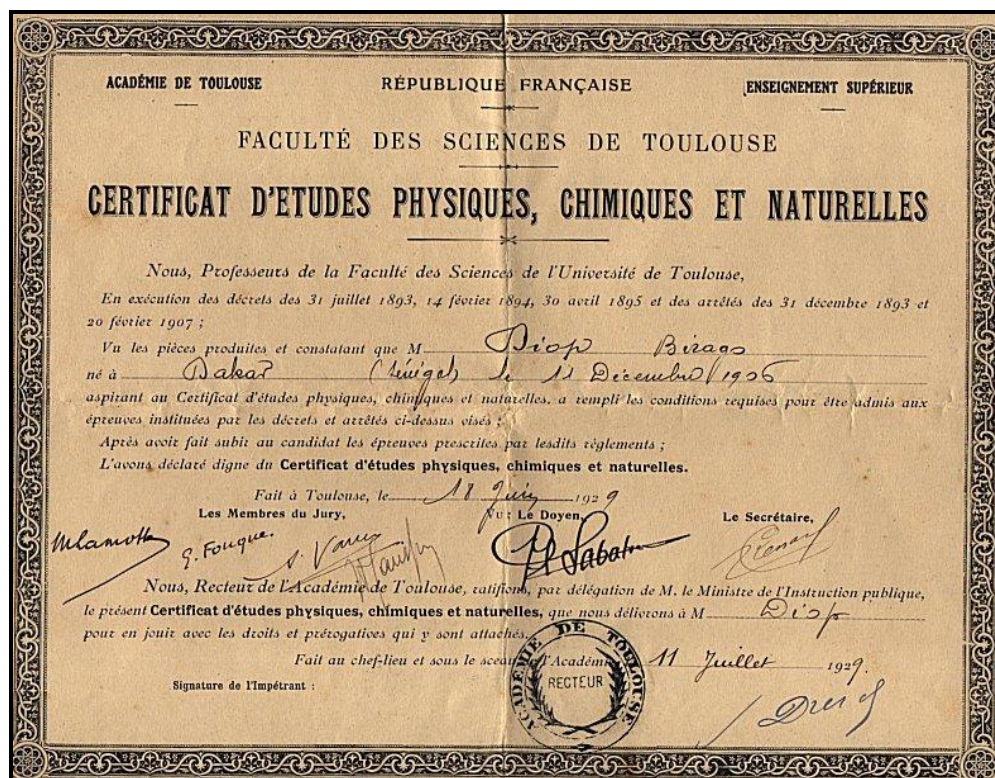 ACADÉMIE DE TOULOUSE
RÉPUBLIQUE FRANÇAISE
ENSEIGNEMENT SUPÉRIEUR
FACULTÉ DES SCIENCES DE TOULOUSE
CERTIFICAT D'ETUDES PHYSIQUES, CHIMIQUES ET NATURELLES
Nous, Professeurs de la Faculté des Sciences de l'Université de Toulouse,
En exécution des décrets des 31 juillet 1893, 14 février 1894, 30 avril 1895 et des arrêtés des 31 décembre 1893 et
20 février 1907 ;
Vu les pièces produites et constatant que M Diop Birago
né à Dakar (Sénégal) le 11 Décembre 1906
aspirant au Certificat d'études physiques, chimiques et naturelles, a rempli les conditions requises pour être admis aux
épreuves instituées par les décrets et arrêtés ci-dessus visés ;
Après avoir fait subir au candidat les épreuves prescrites par lesdits règlements ;
L'avons déclaré digne du Certificat d'études physiques, chimiques et naturelles.
Fait à Toulouse, le 18 Juin 1929
Les Membres du Jury,
Vu : Le Doyen,
Le Secrétaire,
G. Fouque.
P. Sabatier
Nous, Recteur de l'Académie de Toulouse, ratifions, par délégation de M. le Ministre de l'Instruction publique,
le présent Certificat d'études physiques, chimiques et naturelles, que nous délivrons à M Diop
pour en jouir avec les droits et prérogatives qui y sont attachés.
Fait au chef-lieu et sous le sceau de l'Académie 11 Juillet 1929.
Signature de l'Impétrant :
ACADÉMIE DE TOULOUSE
RECTEUR